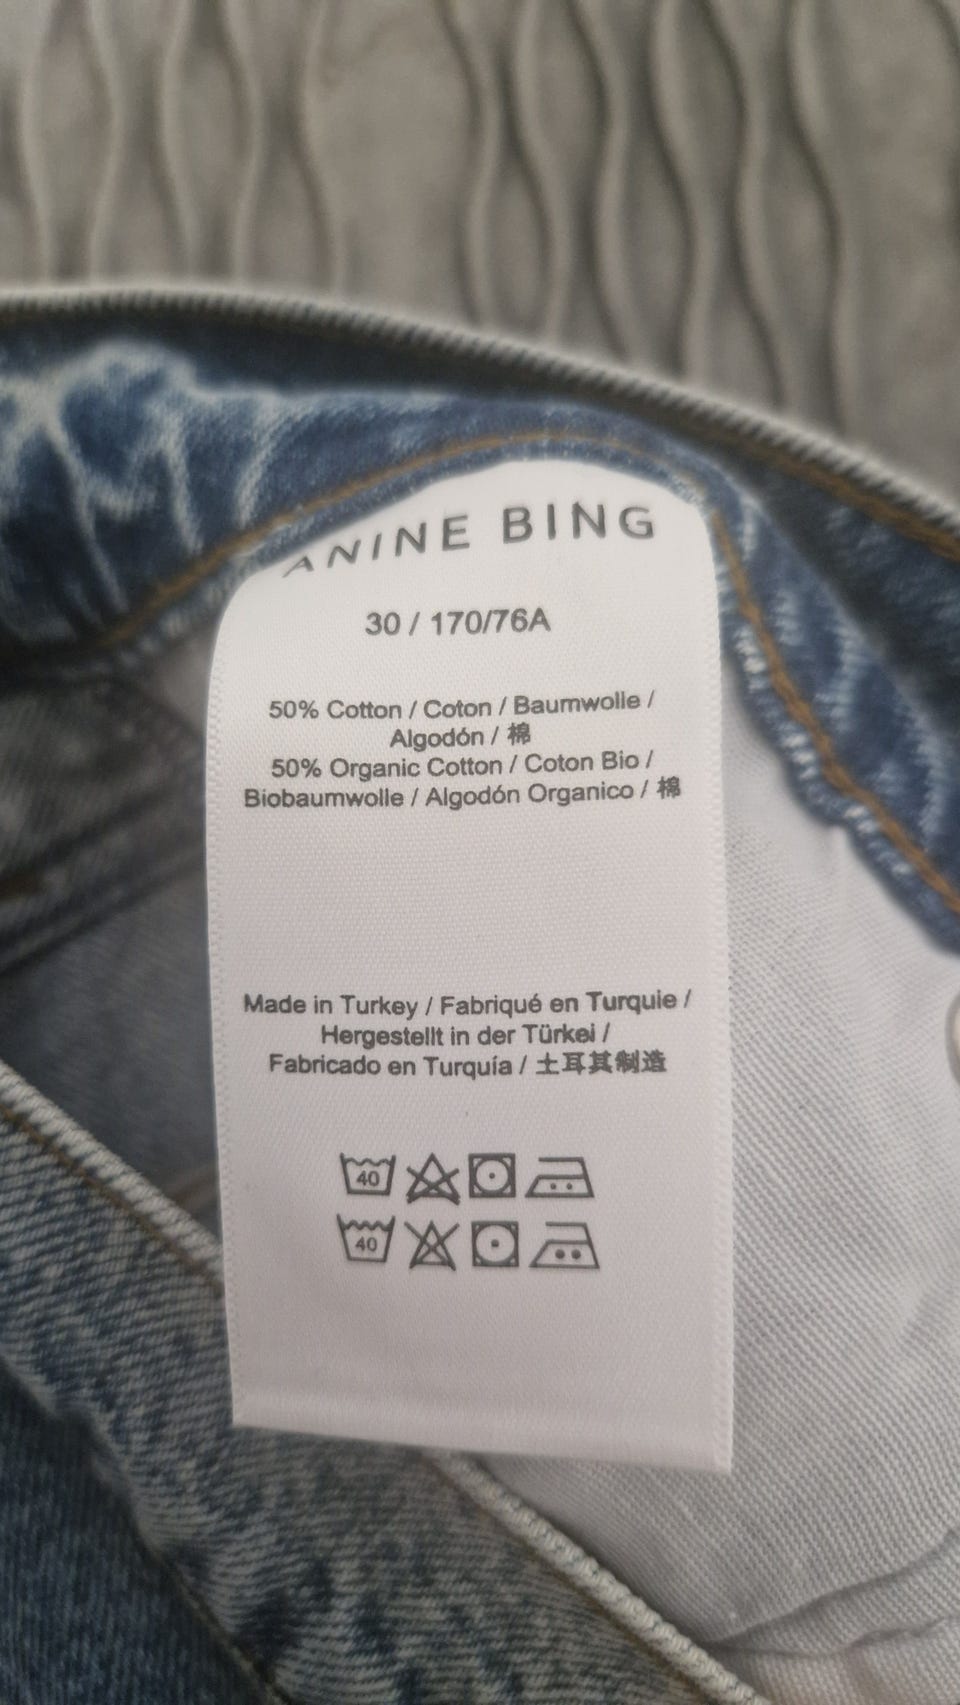 ANINE BING
30 / 170/76A
50% Cotton / Coton / Baumwolle /
Algodón / 棉
50% Organic Cotton / Coton Bio /
Biobaumwolle / Algodón Organico / 棉
Made in Turkey / Fabriqué en Turquie /
Hergestellt in der Türkei /
Fabricado en Turquía / 土耳其制造
40
40